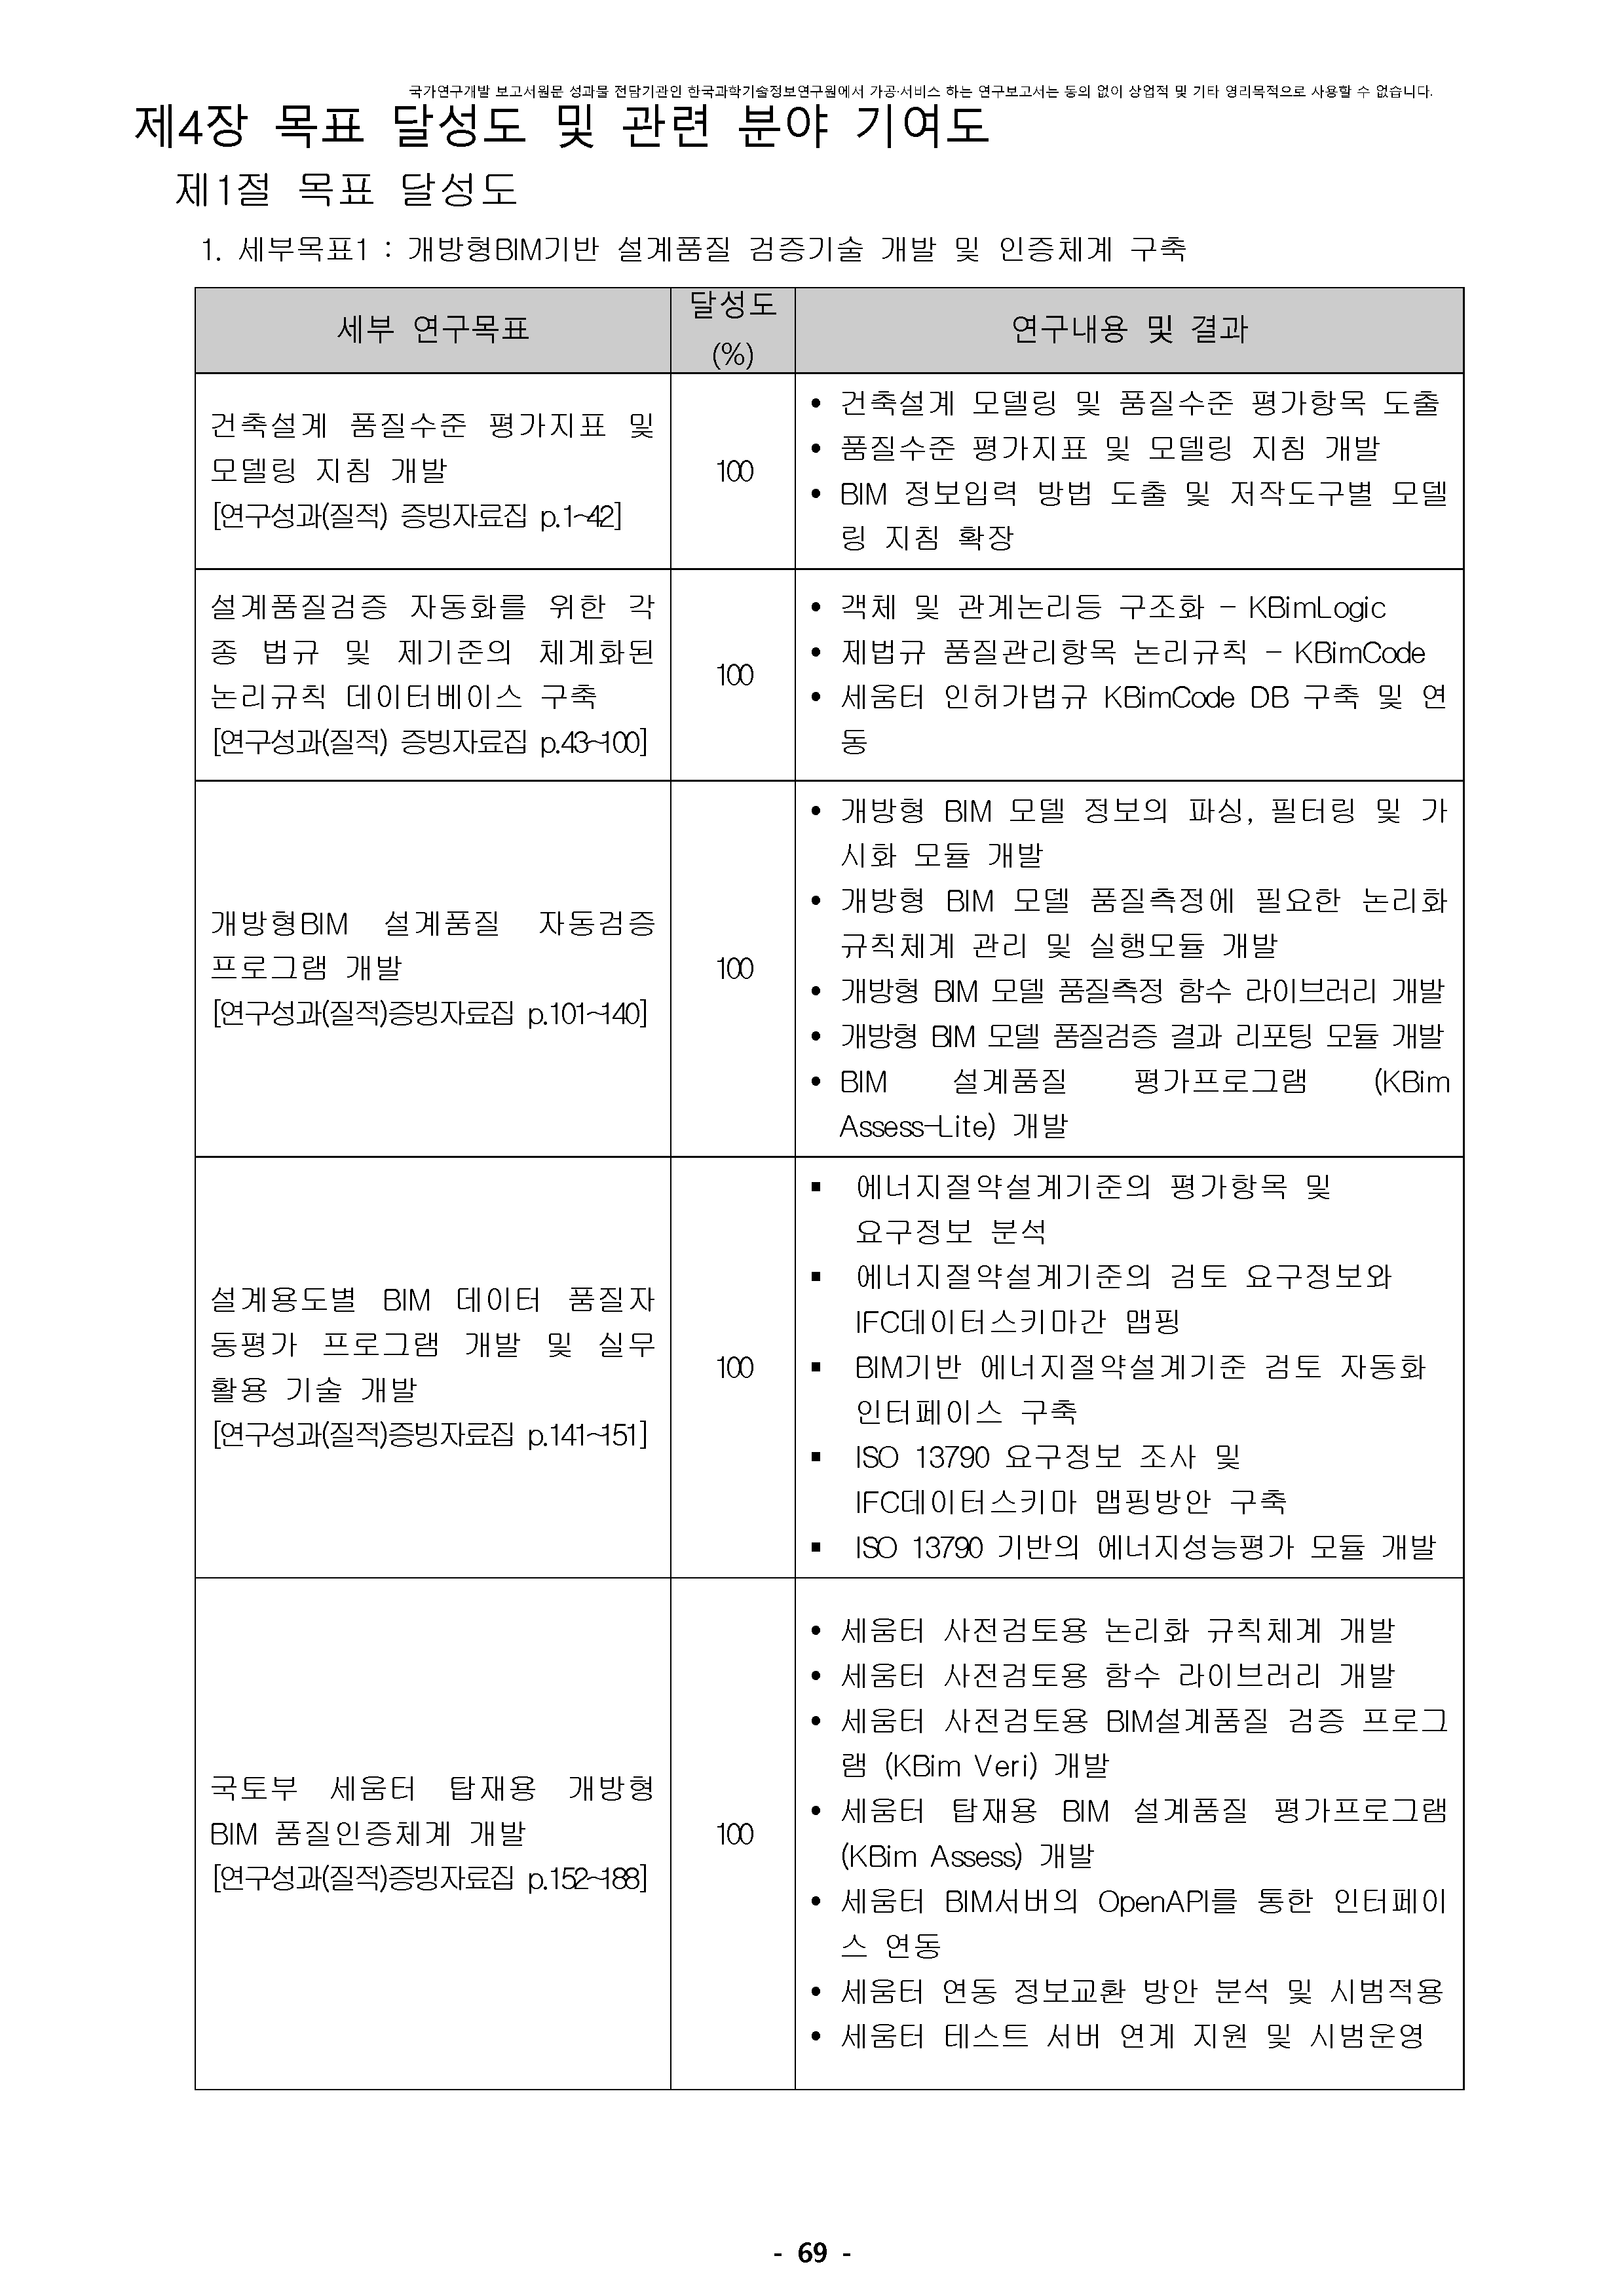 국가연구개발 보고서원문 성과물 전담기관인 한국과학기술정보연구원에서 가공·서비스 하는 연구보고서는 동의 없이 상업적 및 기타 영리목적으로 사용할 수 없습니다.
제4장 목표 달성도 및 관련 분야 기여도
제1절 목표 달성도
1. 세부목표1 : 개방형BIM기반 설계품질 검증기술 개발 및 인증체계 구축
세부 연구목표
달성도
(%)
연구내용 및 결과
건축설계 품질수준 평가지표 및
모델링 지침 개발
[연구성과(질적) 증빙자료집 p.1~42]
100
• 건축설계 모델링 및 품질수준 평가항목 도출
• 품질수준 평가지표 및 모델링 지침 개발
• BIM 정보입력 방법 도출 및 저작도구별 모델
링 지침 확장
설계품질검증 자동화를 위한 각
종 법규 및 제기준의 체계화된
논리규칙 데이터베이스 구축
[연구성과(질적) 증빙자료집 p.43~100]
100
• 객체 및 관계논리등 구조화 - KBimLogic
• 제법규 품질관리항목 논리규칙 - KBimCode
• 세움터 인허가법규 KBimCode DB 구축 및 연
동
개방형BIM 설계품질 자동검증
프로그램 개발
[연구성과(질적)증빙자료집 p.101~140]
100
• 개방형 BIM 모델 정보의 파싱, 필터링 및 가
시화 모듈 개발
• 개방형 BIM 모델 품질측정에 필요한 논리화
규칙체계 관리 및 실행모듈 개발
• 개방형 BIM 모델 품질측정 함수 라이브러리 개발
• 개방형 BIM 모델 품질검증 결과 리포팅 모듈 개발
• BIM 설계품질 평가프로그램 (KBim
Assess-Lite) 개발
설계용도별 BIM 데이터 품질자
동평가 프로그램 개발 및 실무
활용 기술 개발
[연구성과(질적)증빙자료집 p.141~151]
100
▪ 에너지절약설계기준의 평가항목 및
요구정보 분석
▪ 에너지절약설계기준의 검토 요구정보와
IFC데이터스키마간 맵핑
▪ BIM기반 에너지절약설계기준 검토 자동화
인터페이스 구축
▪ ISO 13790 요구정보 조사 및
IFC데이터스키마 맵핑방안 구축
▪ ISO 13790 기반의 에너지성능평가 모듈 개발
국토부 세움터 탑재용 개방형
BIM 품질인증체계 개발
[연구성과(질적)증빙자료집 p.152~188]
100
• 세움터 사전검토용 논리화 규칙체계 개발
• 세움터 사전검토용 함수 라이브러리 개발
• 세움터 사전검토용 BIM설계품질 검증 프로그
램 (KBim Veri) 개발
• 세움터 탑재용 BIM 설계품질 평가프로그램
(KBim Assess) 개발
• 세움터 BIM서버의 OpenAPI를 통한 인터페이
스 연동
• 세움터 연동 정보교환 방안 분석 및 시범적용
• 세움터 테스트 서버 연계 지원 및 시범운영
- 69 -